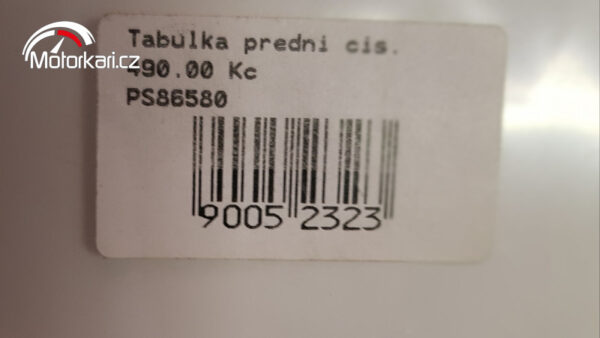 Motorkari.cz
Tabulka predni cis.
490.00 Kc
PS86580
9005 2323